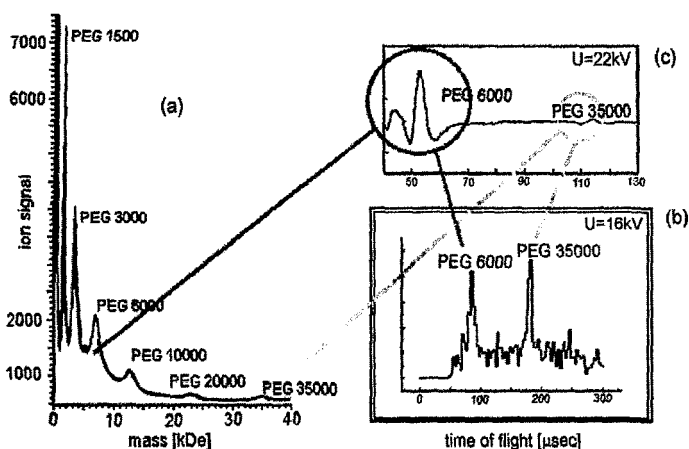 7000
PEG 1500
6000
(a)
PEG 3000
2000
PEG 6000
PEG 10000
1000
PEG 20000
PEG 35000
0
10
20
30
40
mass [kDe]
ion signal
U=22kV
(c)
PEG 6000
PEG 35000
50
70
90
110
130
U=16kV
(b)
PEG 6000
PEG 35000
0
100
200
300
time of flight [µsec]